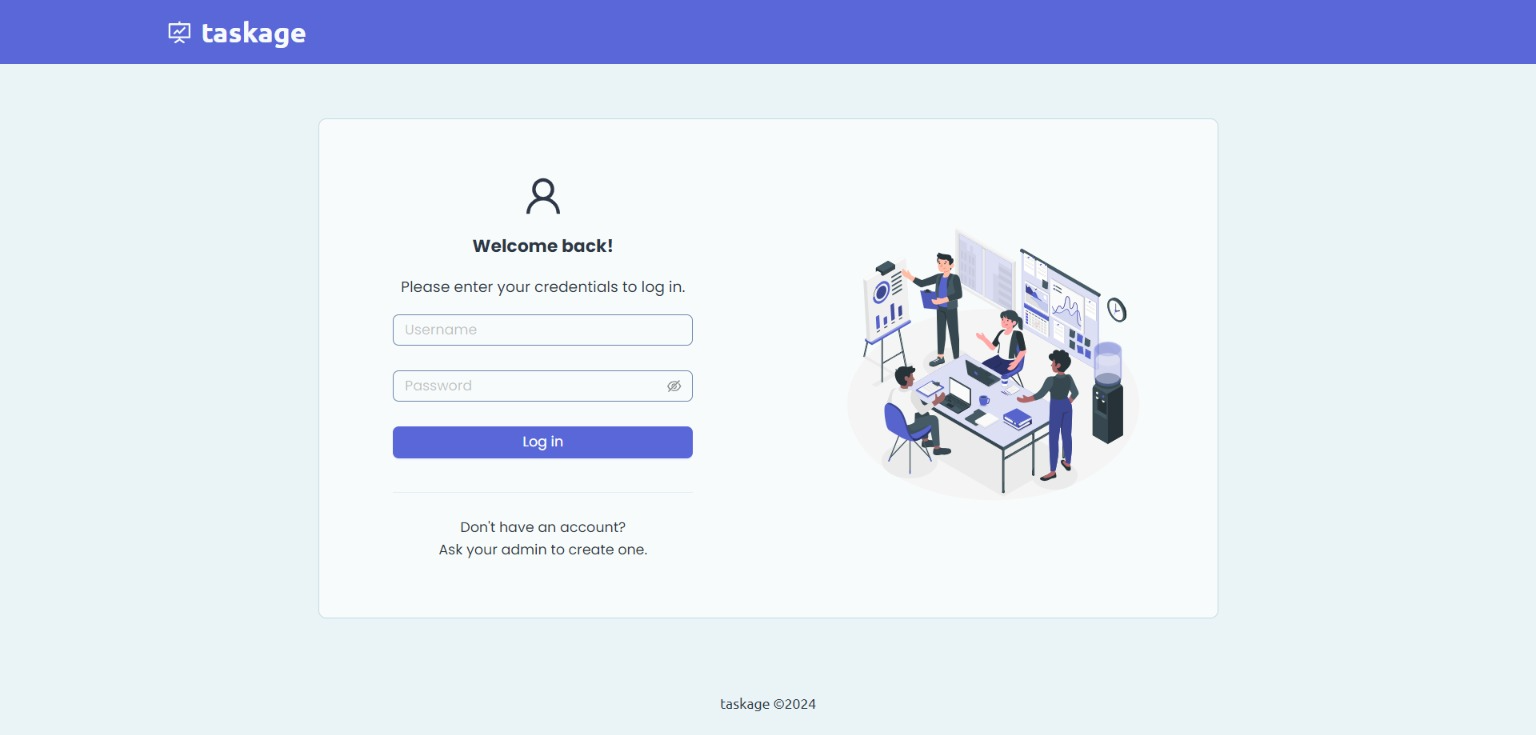 taskage
Welcome back!
Please enter your credentials to log in.
Username
Password
Log in
Don't have an account?
Ask your admin to create one.
taskage ©2024